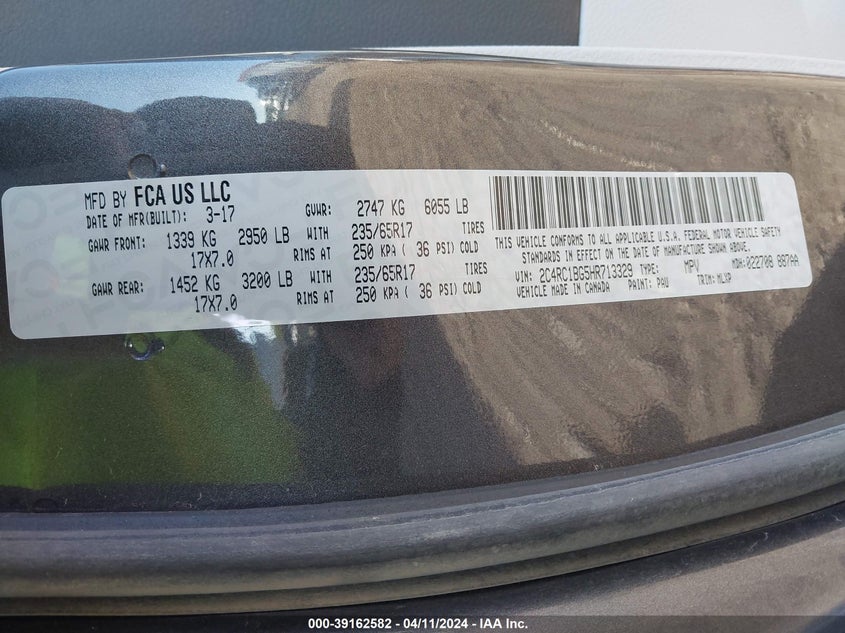 MFD BY FCA US LLC
DATE OF MFR(BUILT): 3-17 GVWR: 2747 KG 6055 LB
GAWR FRONT: 1339 KG 2950 LB WITH 235/65R17 TIRES
17X7.0 RIMS AT 250 KPA ( 36 PSI) COLD
GAWR REAR: 1452 KG 3200 LB WITH 235/65R17 TIRES
17X7.0 RIMS AT 250 KPA ( 36 PSI) COLD
THIS VEHICLE CONFORMS TO ALL APPLICABLE U.S.A. FEDERAL MOTOR VEHICLE SAFETY
STANDARDS IN EFFECT ON THE DATE OF MANUFACTURE SHOWN ABOVE.
VIN: 2C4RC1BG5HR713329 TYPE: MPV MDH: 022708 887AA
VEHICLE MADE IN CANADA PAINT: PAU TRIM: MLXP
000-39162582 - 04/11/2024 - IAA Inc.